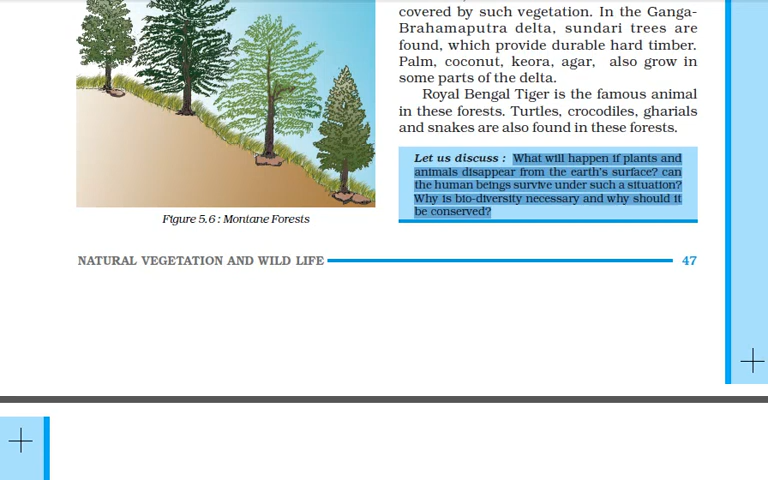 covered by such vegetation. In the Ganga-
Brahamaputra delta, sundari trees are
found, which provide durable hard timber.
Palm, coconut, keora, agar, also grow in
some parts of the delta.
Royal Bengal Tiger is the famous animal
in these forests. Turtles, crocodiles, gharials
and snakes are also found in these forests.
Let us discuss : What will happen if plants and
animals disappear from the earth's surface? can
the human beings survive under such a situation?
Why is bio-diversity necessary and why should it
be conserved?
Figure 5.6 : Montane Forests
NATURAL VEGETATION AND WILD LIFE 47